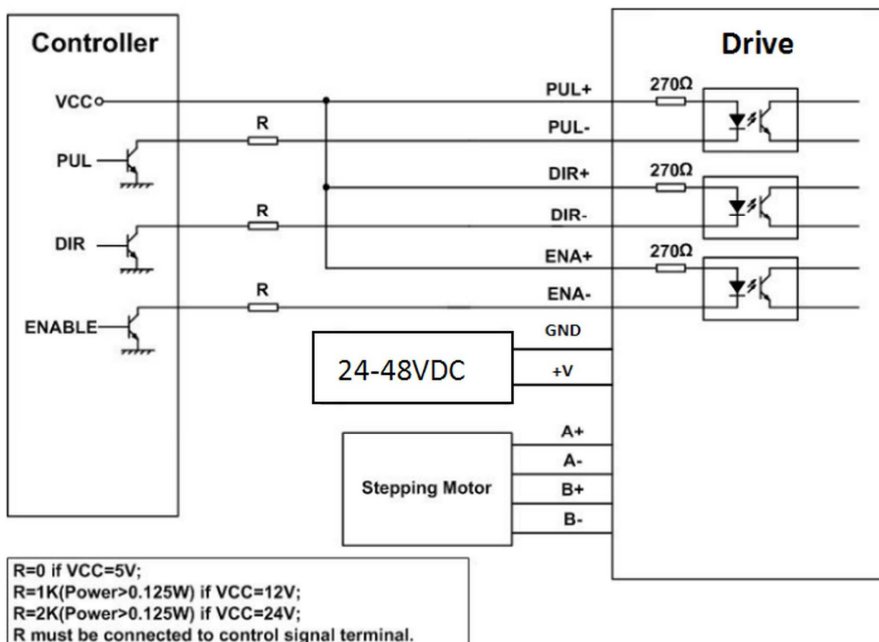 Controller
Drive
VCC
PUL+
270Ω
R
PUL-
PUL
DIR+
270Ω
R
DIR-
DIR
ENA+
270Ω
R
ENA-
ENABLE
GND
24-48VDC
+V
A+
A-
Stepping Motor
B+
B-
R=0 if VCC=5V;
R=1K(Power>0.125W) if VCC=12V;
R=2K(Power>0.125W) if VCC=24V;
R must be connected to control signal terminal.